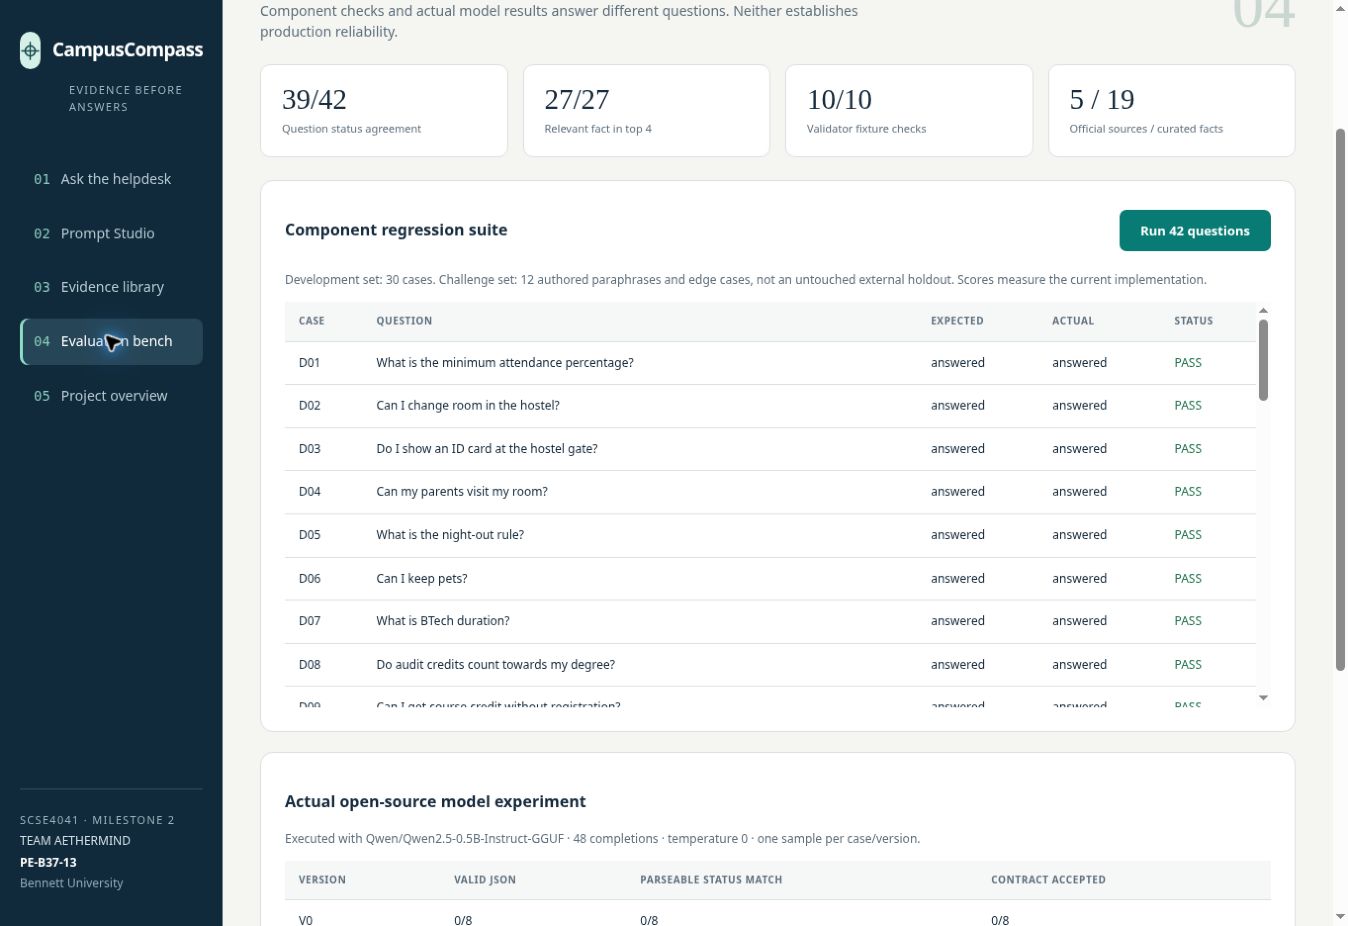 CampusCompass
EVIDENCE BEFORE
ANSWERS
01 Ask the helpdesk
02 Prompt Studio
03 Evidence library
04 Evaluation bench
05 Project overview
SCSE4041 · MILESTONE 2
TEAM AETHERMIND
PE-B37-13
Bennett University
Component checks and actual model results answer different questions. Neither establishes
production reliability.
04
39/42
Question status agreement
27/27
Relevant fact in top 4
10/10
Validator fixture checks
5 / 19
Official sources / curated facts
Component regression suite
Run 42 questions
Development set: 30 cases. Challenge set: 12 authored paraphrases and edge cases, not an untouched external holdout. Scores measure the current implementation.
CASE QUESTION EXPECTED ACTUAL STATUS
D01 What is the minimum attendance percentage? answered answered PASS
D02 Can I change room in the hostel? answered answered PASS
D03 Do I show an ID card at the hostel gate? answered answered PASS
D04 Can my parents visit my room? answered answered PASS
D05 What is the night-out rule? answered answered PASS
D06 Can I keep pets? answered answered PASS
D07 What is BTech duration? answered answered PASS
D08 Do audit credits count towards my degree? answered answered PASS
D09 Can I get course credit without registration? answered answered PASS
Actual open-source model experiment
Executed with Qwen/Qwen2.5-0.5B-Instruct-GGUF · 48 completions · temperature 0 · one sample per case/version.
VERSION VALID JSON PARSEABLE STATUS MATCH CONTRACT ACCEPTED
V0 0/8 0/8 0/8